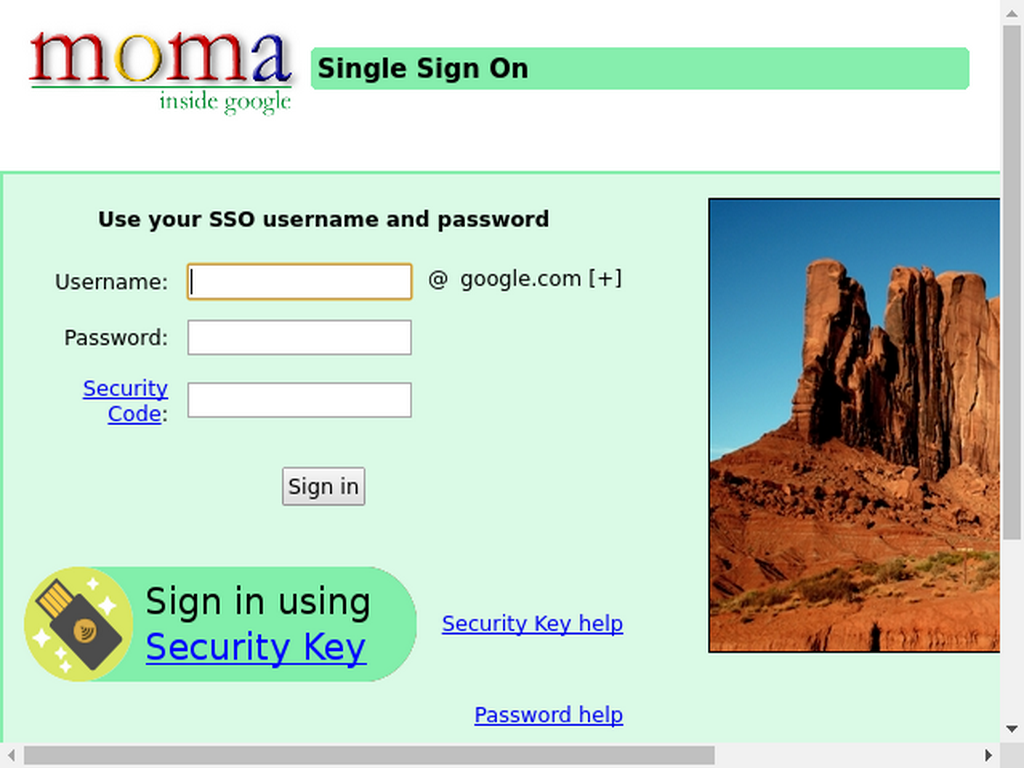 moma
inside google
Single Sign On
Use your SSO username and password
Username:
@ google.com [+]
Password:
Security
Code:
Sign in
Sign in using
Security Key
Security Key help
Password help